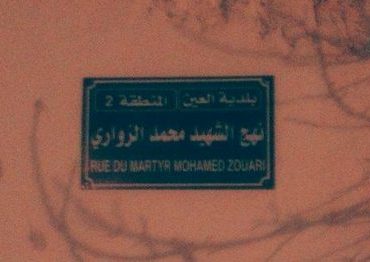 بلدية العين المنطقة 2
نهج الشهيد محمد الزواري
RUE DU MARTYR MOHAMED ZOUARI